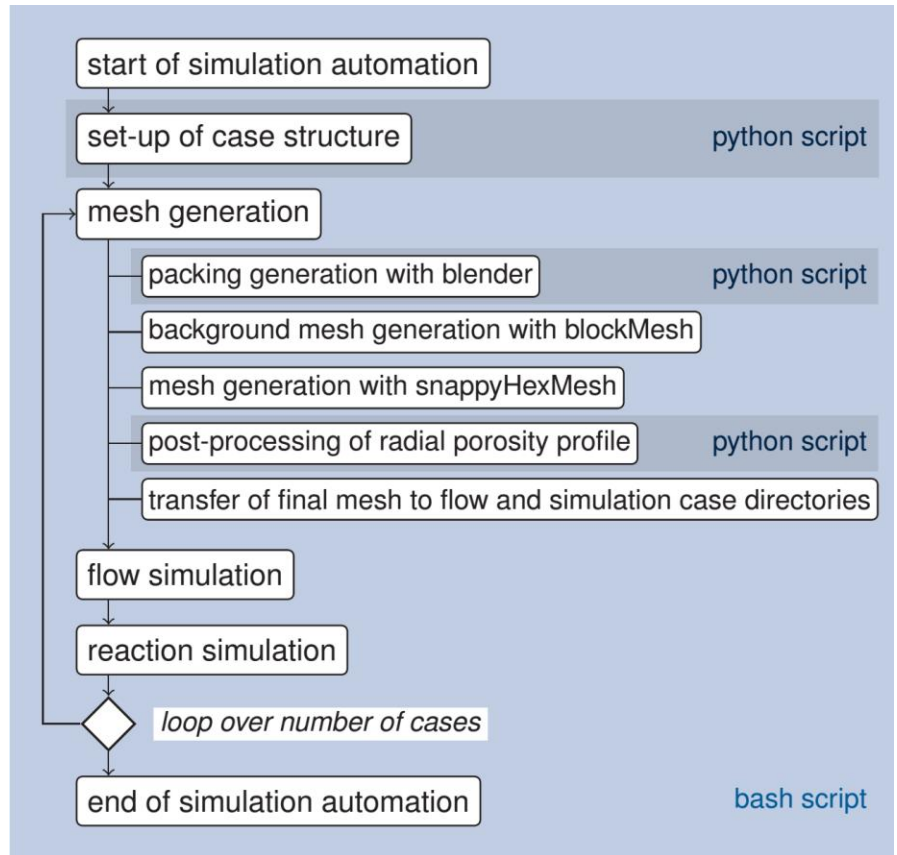 start of simulation automation
set-up of case structure
python script
mesh generation
packing generation with blender
python script
background mesh generation with blockMesh
mesh generation with snappyHexMesh
post-processing of radial porosity profile
python script
transfer of final mesh to flow and simulation case directories
flow simulation
reaction simulation
loop over number of cases
end of simulation automation
bash script